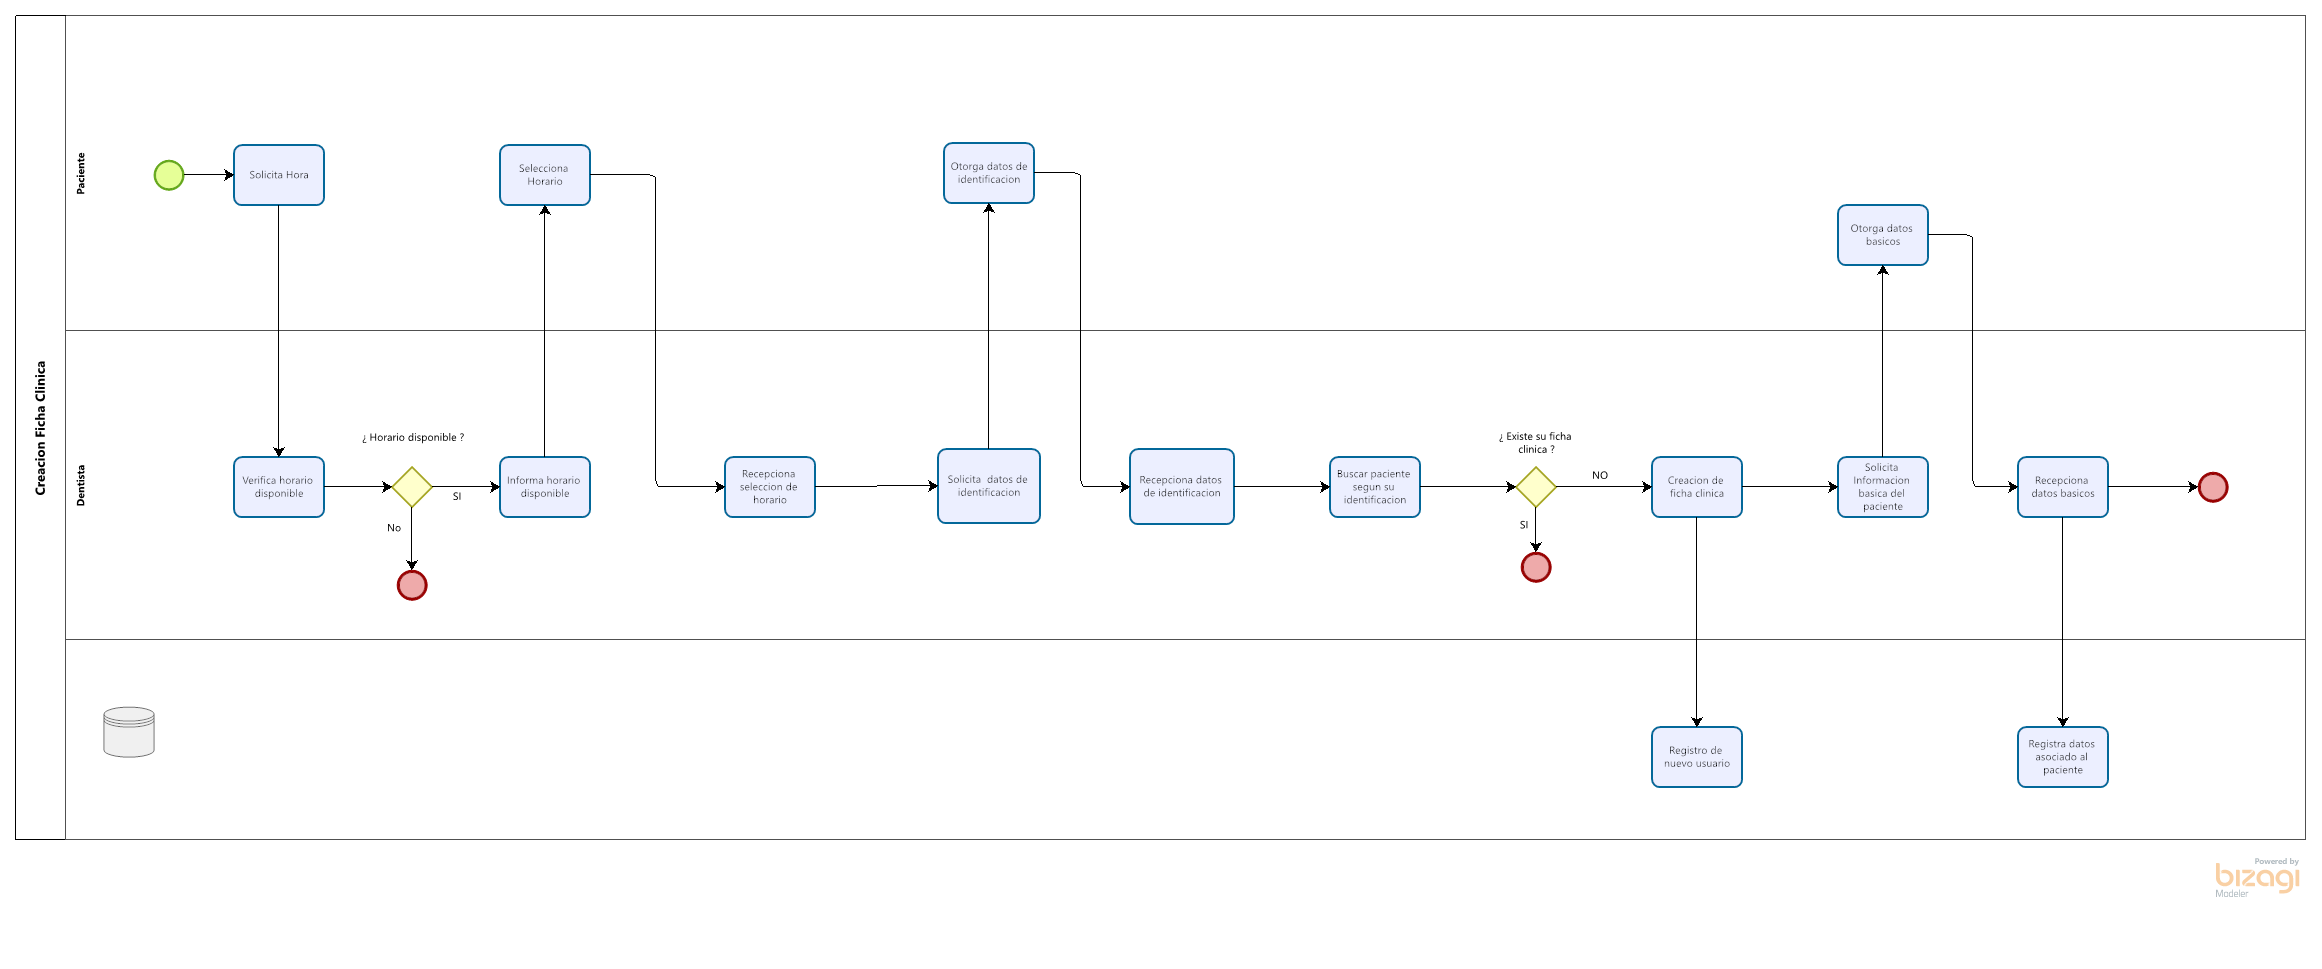 Creacion Ficha Clinica
Paciente
Solicita Hora
Selecciona
Horario
Otorga datos de
identificacion
Otorga datos
basicos
Dentista
Verifica horario
disponible
¿ Horario disponible ?
SI
No
Informa horario
disponible
Recepciona
seleccion de
horario
Solicita  datos de
identificacion
Recepciona datos
de identificacion
Buscar paciente
segun su
identificacion
¿ Existe su ficha
clinica ?
NO
SI
Creacion de
ficha clinica
Solicita
Informacion
basica del
paciente
Recepciona
datos basicos
Registro de
nuevo usuario
Registra datos
asociado al
paciente
Powered by
bizagi
Modeler